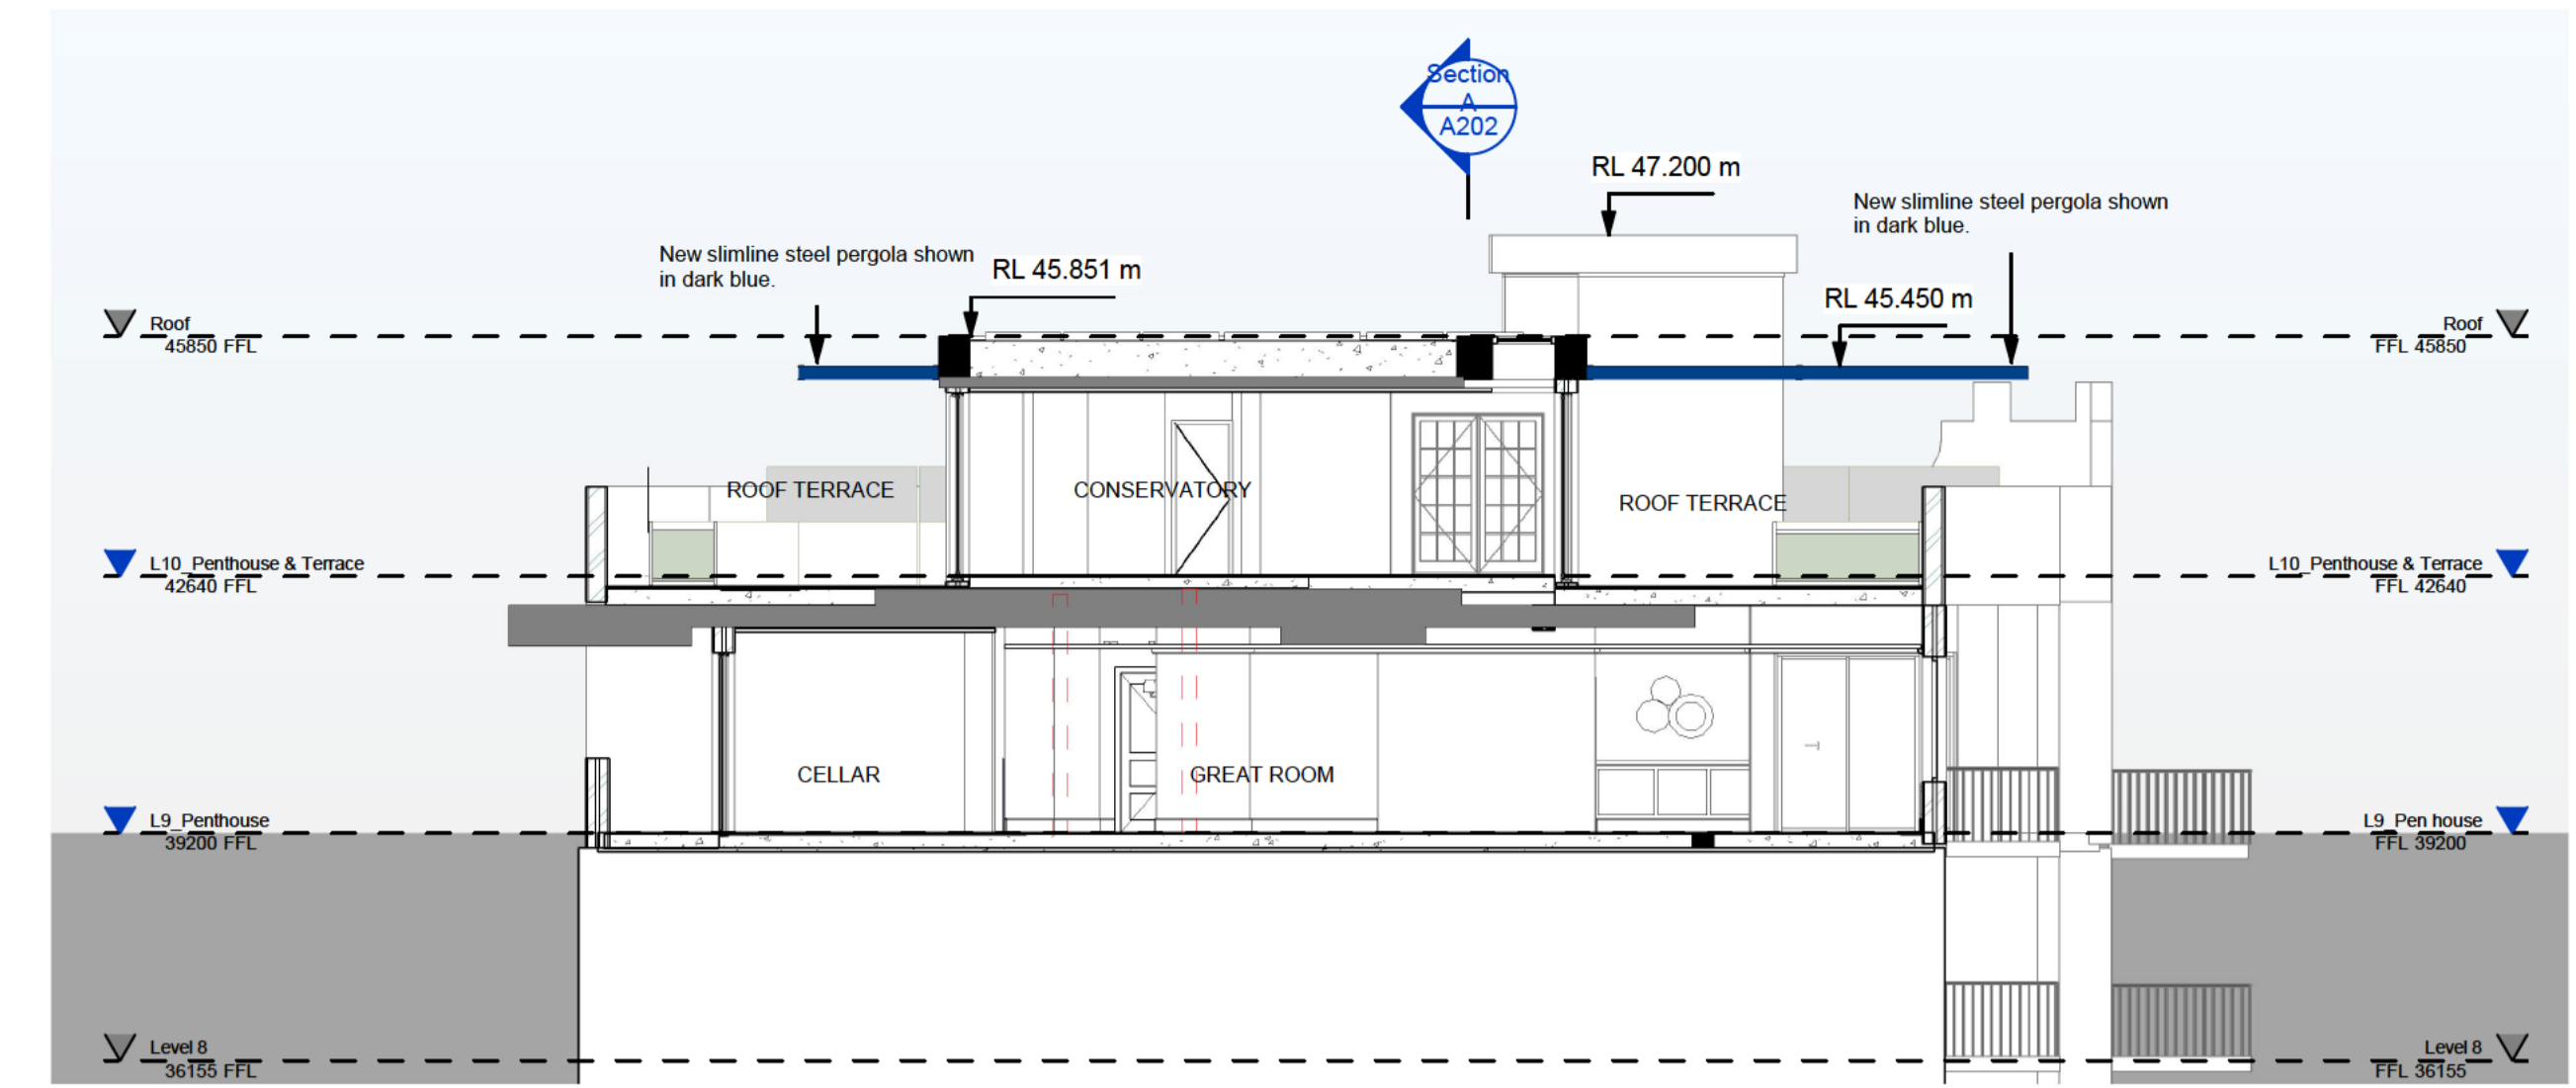 Section
A
A202
RL 47.200 m
New slimline steel pergola shown
in dark blue.
New slimline steel pergola shown
in dark blue.
RL 45.851 m
RL 45.450 m
Roof
45850 FFL
Roof
FFL 45850
ROOF TERRACE
CONSERVATORY
ROOF TERRACE
L10_Penthouse & Terrace
42640 FFL
L10_Penthouse & Terrace
FFL 42640
CELLAR
GREAT ROOM
L9_Penthouse
39200 FFL
L9_Pen house
FFL 39200
Level 8
36155 FFL
Level 8
FFL 36155